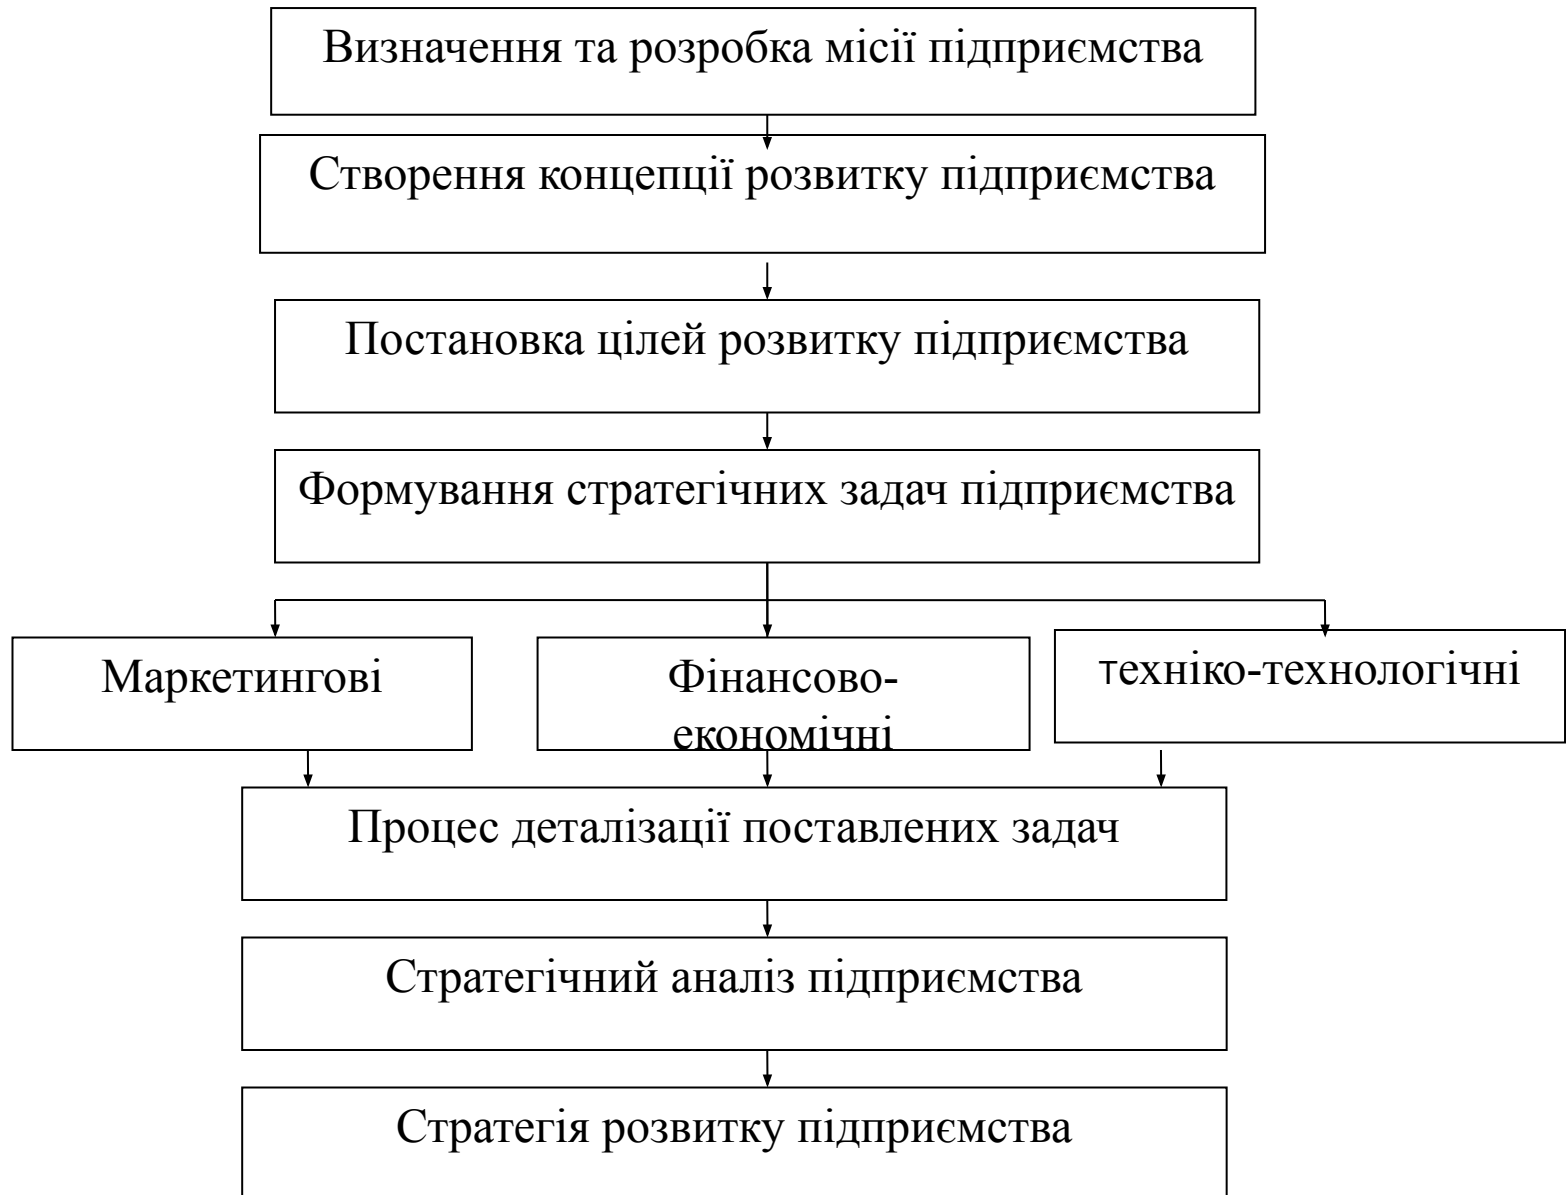 Визначення та розробка місії підприємства
Створення концепції розвитку підприємства
Постановка цілей розвитку підприємства
Формування стратегічних задач підприємства
Маркетингові
Фінансово-
економічні
техніко-технологічні
Процес деталізації поставлених задач
Стратегічний аналіз підприємства
Стратегія розвитку підприємства